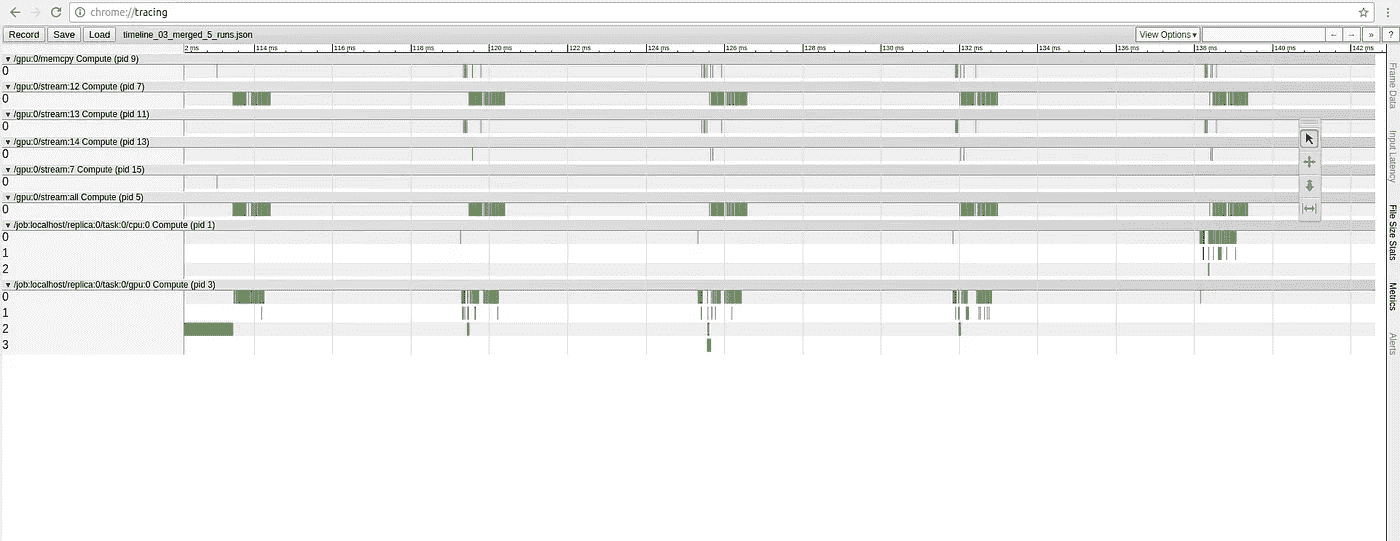 chrome://tracing
Record Save Load timeline_03_merged_5_runs.json View Options▾ ← → » ?
2 ms 114 ms 116 ms 118 ms 120 ms 122 ms 124 ms 126 ms 128 ms 130 ms 132 ms 134 ms 136 ms 138 ms 140 ms 142 ms
▼ /gpu:0/memcpy Compute (pid 9)
0
▼ /gpu:0/stream:12 Compute (pid 7)
0
▼ /gpu:0/stream:13 Compute (pid 11)
0
▼ /gpu:0/stream:14 Compute (pid 13)
0
▼ /gpu:0/stream:7 Compute (pid 15)
0
▼ /gpu:0/stream:all Compute (pid 5)
0
▼ /job:localhost/replica:0/task:0/cpu:0 Compute (pid 1)
0
1
2
▼ /job:localhost/replica:0/task:0/gpu:0 Compute (pid 3)
0
1
2
3
Frame Data
Input Latency
File Size Stats
Metrics
Alerts